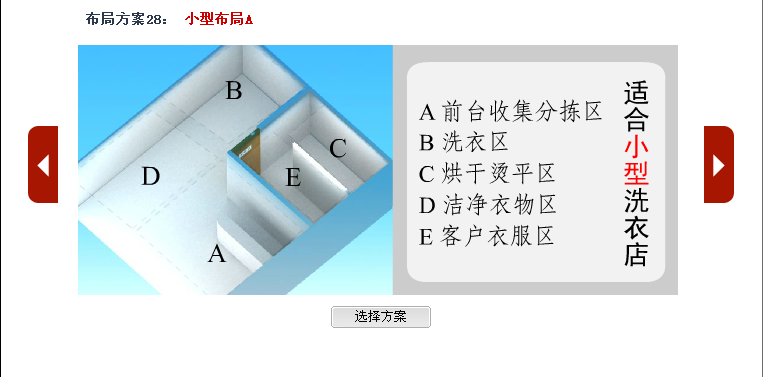 布局方案28： 小型布局A
B
D
C
E
A
A 前台收集分拣区
B 洗衣区
C 烘干烫平区
D 洁净衣物区
E 客户衣服区
适合小型洗衣店
选择方案